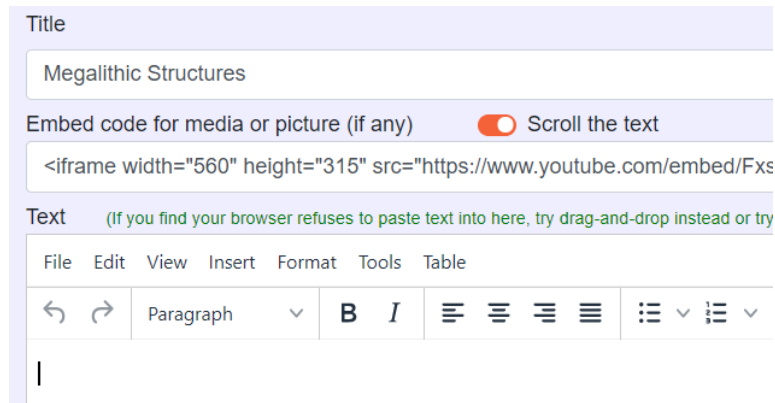 Title
Megalithic Structures
Embed code for media or picture (if any) Scroll the text
<iframe width="560" height="315" src="https://www.youtube.com/embed/Fxs
Text (If you find your browser refuses to paste text into here, try drag-and-drop instead or try
File Edit View Insert Format Tools Table
Paragraph B I